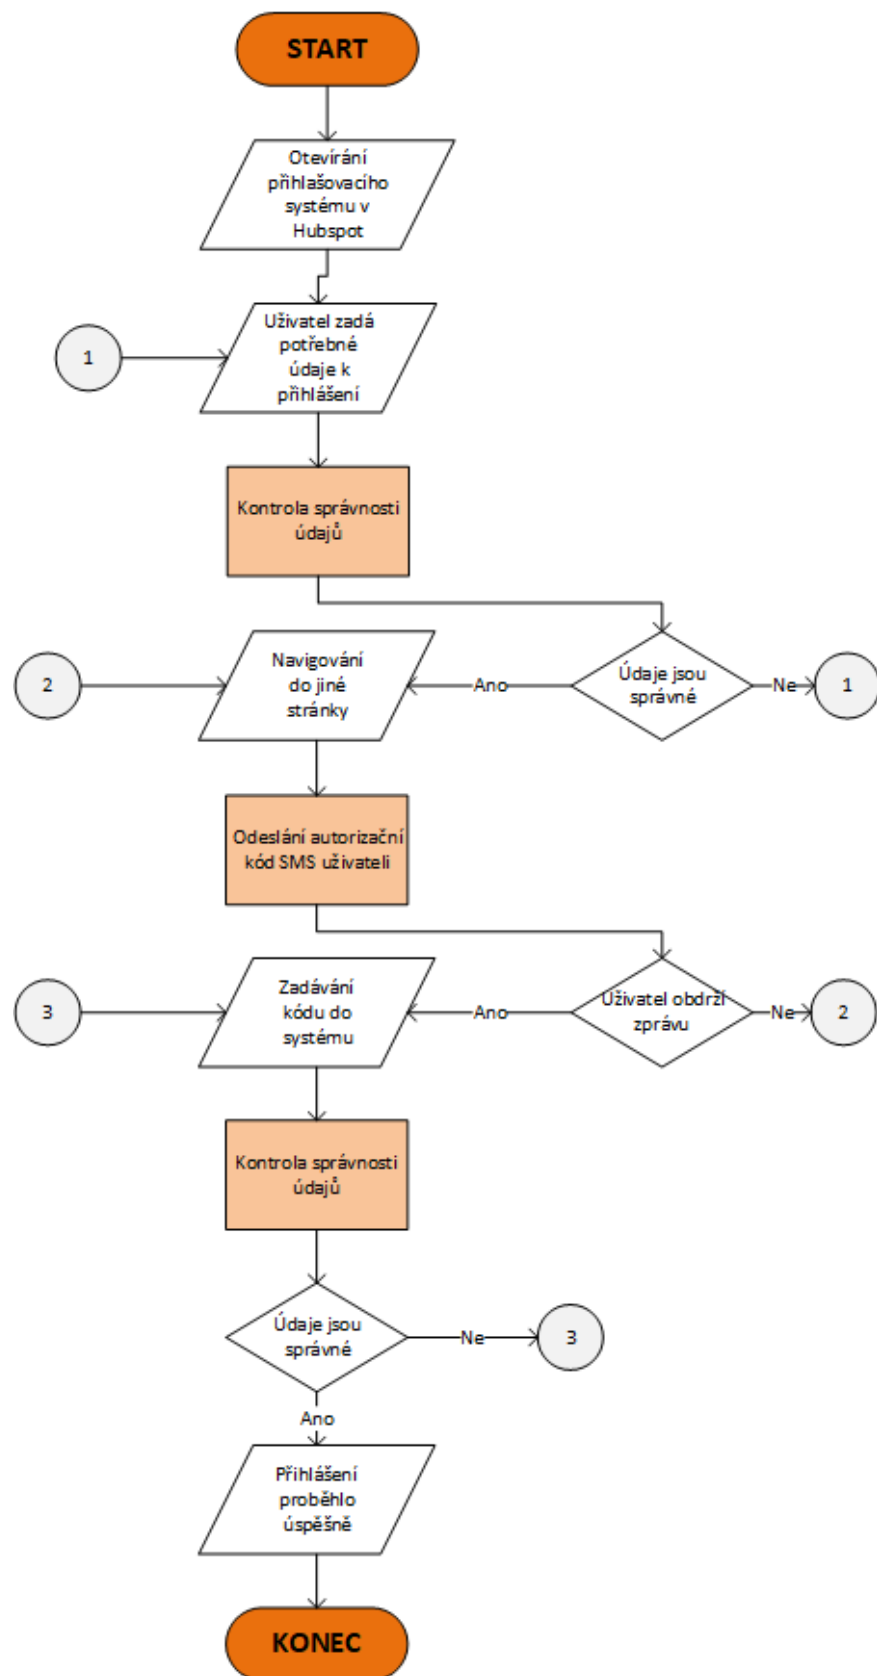 START
Otevírání
přihlašovacího
systému v
Hubspot
1
Uživatel zadá
potřebné
údaje k
přihlášení
Kontrola správnosti
údajů
2
Navigování
do jiné
stránky
Ano
Údaje jsou
správné
Ne
1
Odeslání autorizační
kód SMS uživateli
3
Zadávání
kódu do
systému
Ano
Uživatel obdrží
zprávu
Ne
2
Kontrola správnosti
údajů
Údaje jsou
správné
Ne
3
Ano
Přihlášení
proběhlo
úspěšně
KONEC